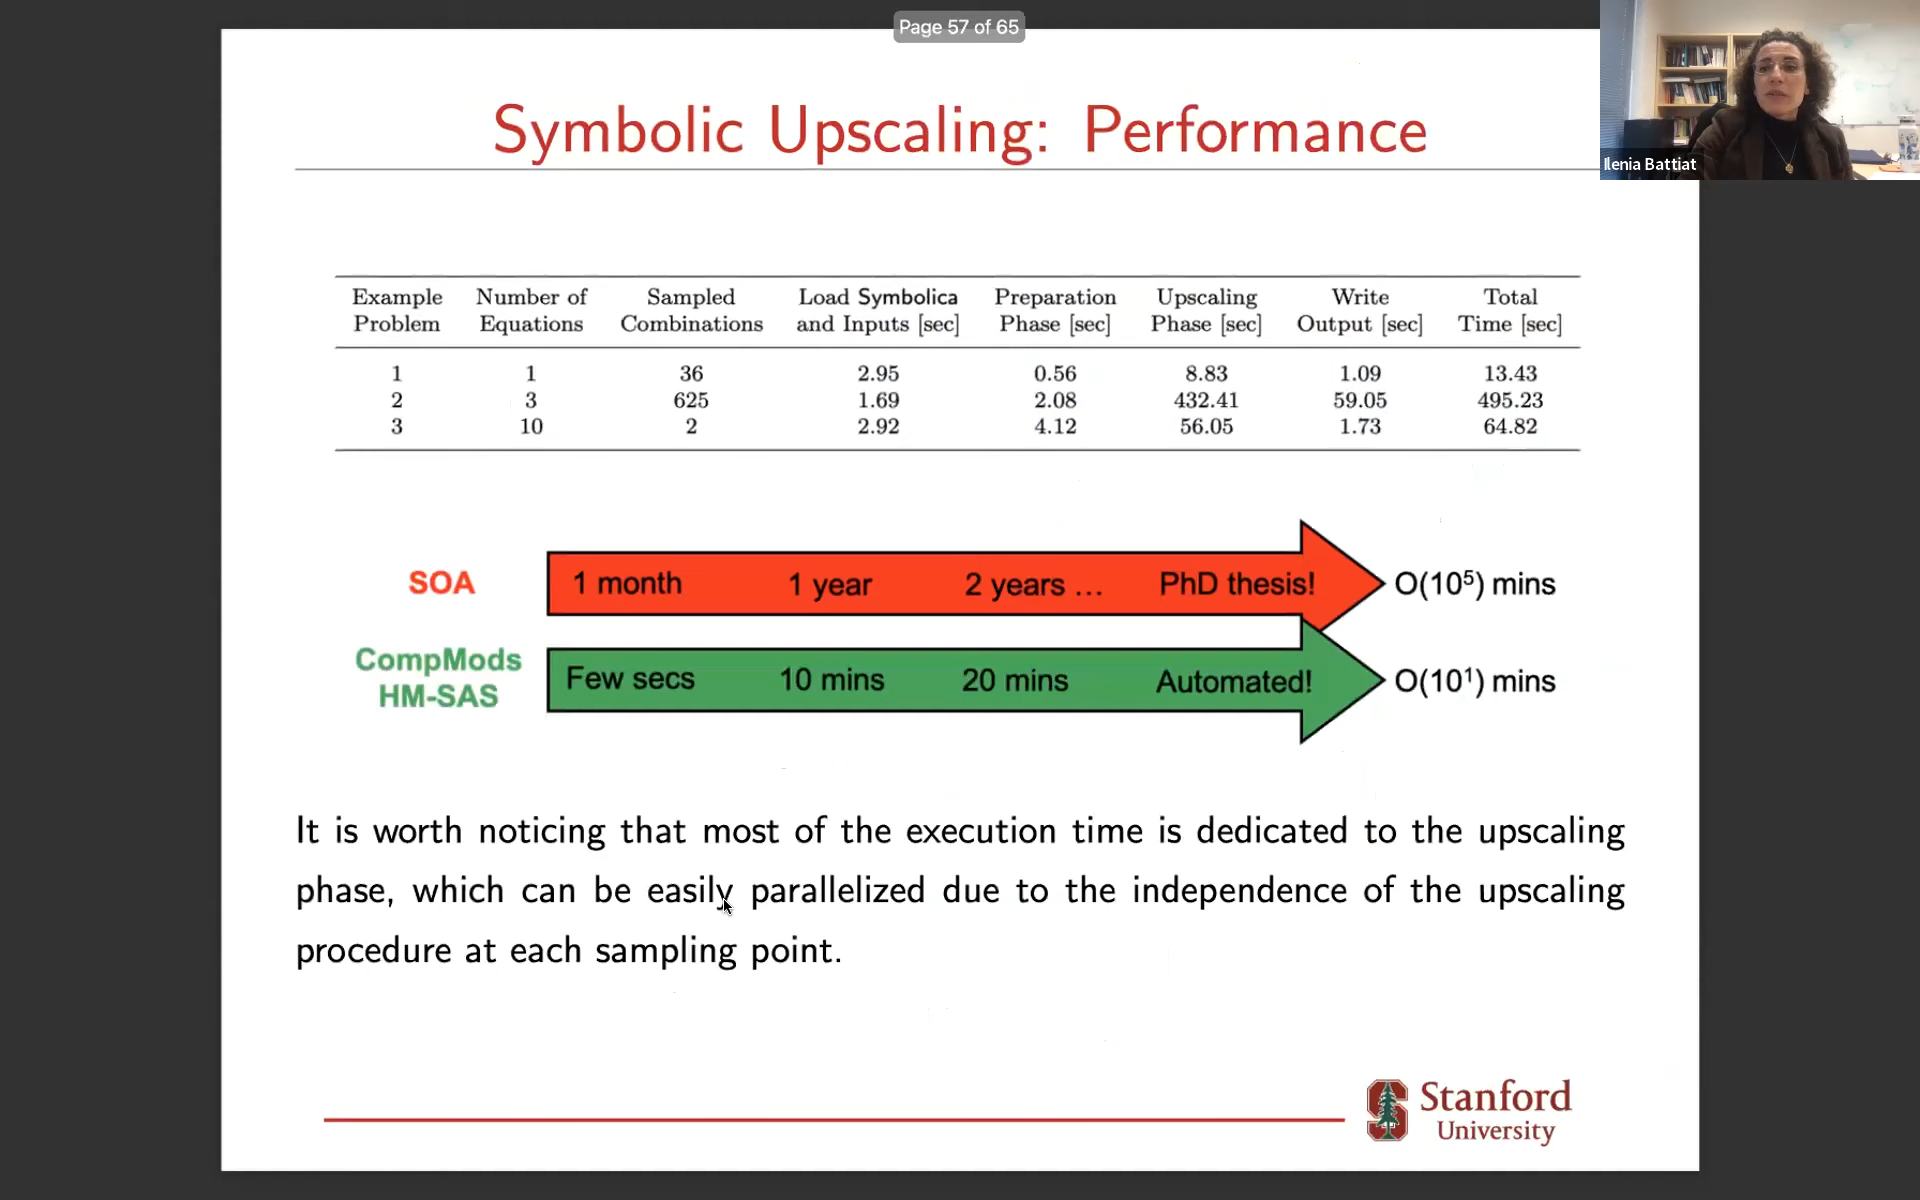 Page 57 of 65
Ilenia Battiat
Symbolic Upscaling: Performance
Example Problem Number of Equations Sampled Combinations Load Symbolica and Inputs [sec] Preparation Phase [sec] Upscaling Phase [sec] Write Output [sec] Total Time [sec]
1 1 36 2.95 0.56 8.83 1.09 13.43
2 3 625 1.69 2.08 432.41 59.05 495.23
3 10 2 2.92 4.12 56.05 1.73 64.82
SOA 1 month 1 year 2 years ... PhD thesis! O(10⁵) mins
CompMods HM-SAS Few secs 10 mins 20 mins Automated! O(10¹) mins
It is worth noticing that most of the execution time is dedicated to the upscaling
phase, which can be easily parallelized due to the independence of the upscaling
procedure at each sampling point.
Stanford
University